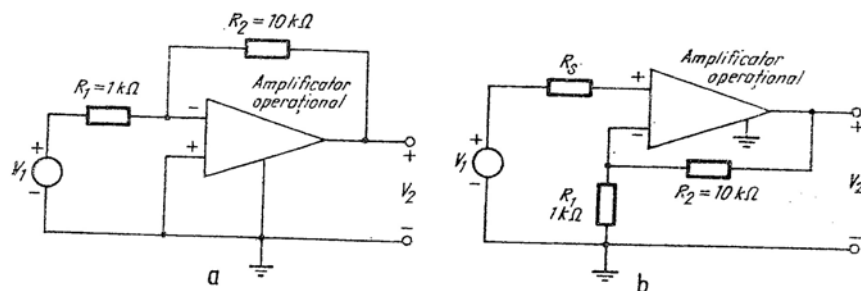 R₂ = 10 kΩ
R₁ = 1 kΩ
Amplificator
operațional
−
+
+
V₁
−
+
V₂
−
a
Amplificator
operațional
R_S
+
−
+
V₁
−
R₂ = 10 kΩ
R₁
1 kΩ
+
V₂
−
b